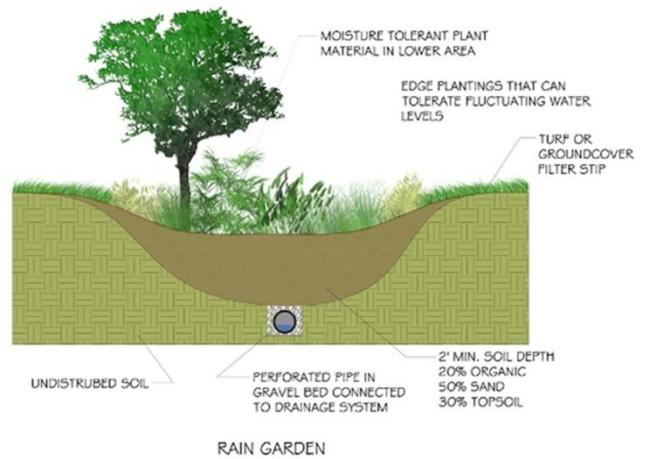 MOISTURE TOLERANT PLANT
MATERIAL IN LOWER AREA
EDGE PLANTINGS THAT CAN
TOLERATE FLUCTUATING WATER
LEVELS
TURF OR
GROUNDCOVER
FILTER STIP
2' MIN. SOIL DEPTH
20% ORGANIC
50% SAND
30% TOPSOIL
UNDISTRUBED SOIL
PERFORATED PIPE IN
GRAVEL BED CONNECTED
TO DRAINAGE SYSTEM
RAIN GARDEN